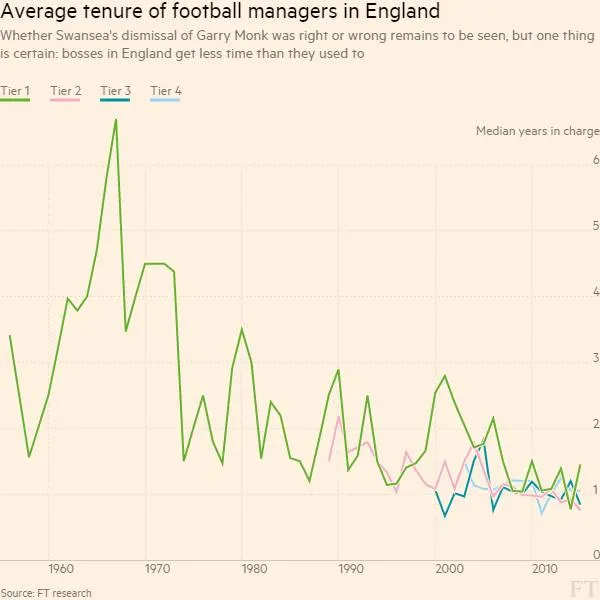 Average tenure of football managers in England
Whether Swansea's dismissal of Garry Monk was right or wrong remains to be seen, but one thing
is certain: bosses in England get less time than they used to
Tier 1 Tier 2 Tier 3 Tier 4
Median years in charge
6
5
4
3
2
1
0
1960 1970 1980 1990 2000 2010
Source: FT research
FT